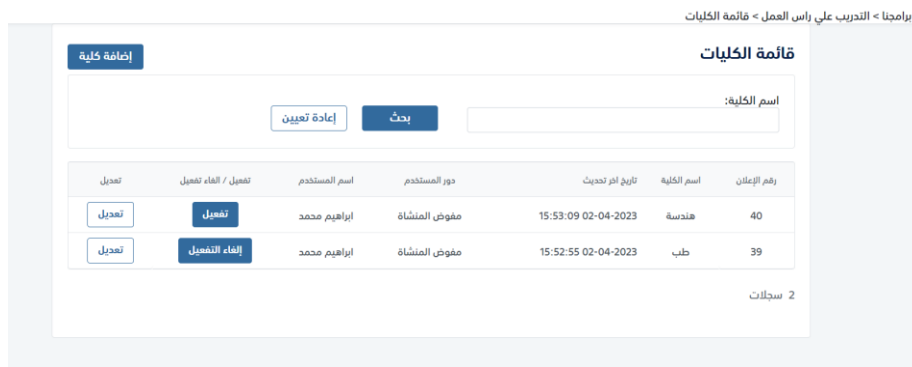 برامجنا > التدريب علي راس العمل > قائمة الكليات
قائمة الكليات
إضافة كلية
اسم الكلية:
بحث
إعادة تعيين
رقم الإعلان اسم الكلية تاريخ اخر تحديث دور المستخدم اسم المستخدم تفعيل / الغاء تفعيل تعديل
40 هندسة 02-04-2023 15:53:09 مفوض المنشاة ابراهيم محمد تفعيل تعديل
39 طب 02-04-2023 15:52:55 مفوض المنشاة ابراهيم محمد إلغاء التفعيل تعديل
2 سجلات